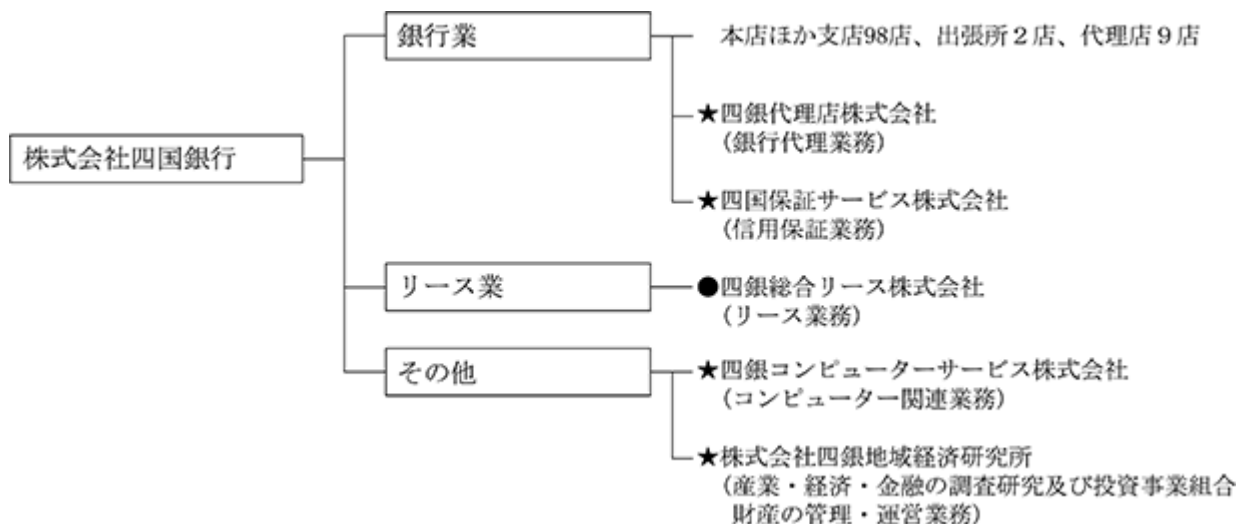 株式会社四国銀行
銀行業
本店ほか支店98店、出張所２店、代理店９店
★四銀代理店株式会社
（銀行代理業務）
★四国保証サービス株式会社
（信用保証業務）
リース業
●四銀総合リース株式会社
（リース業務）
その他
★四銀コンピューターサービス株式会社
（コンピューター関連業務）
★株式会社四銀地域経済研究所
（産業・経済・金融の調査研究及び投資事業組合
財産の管理・運営業務）